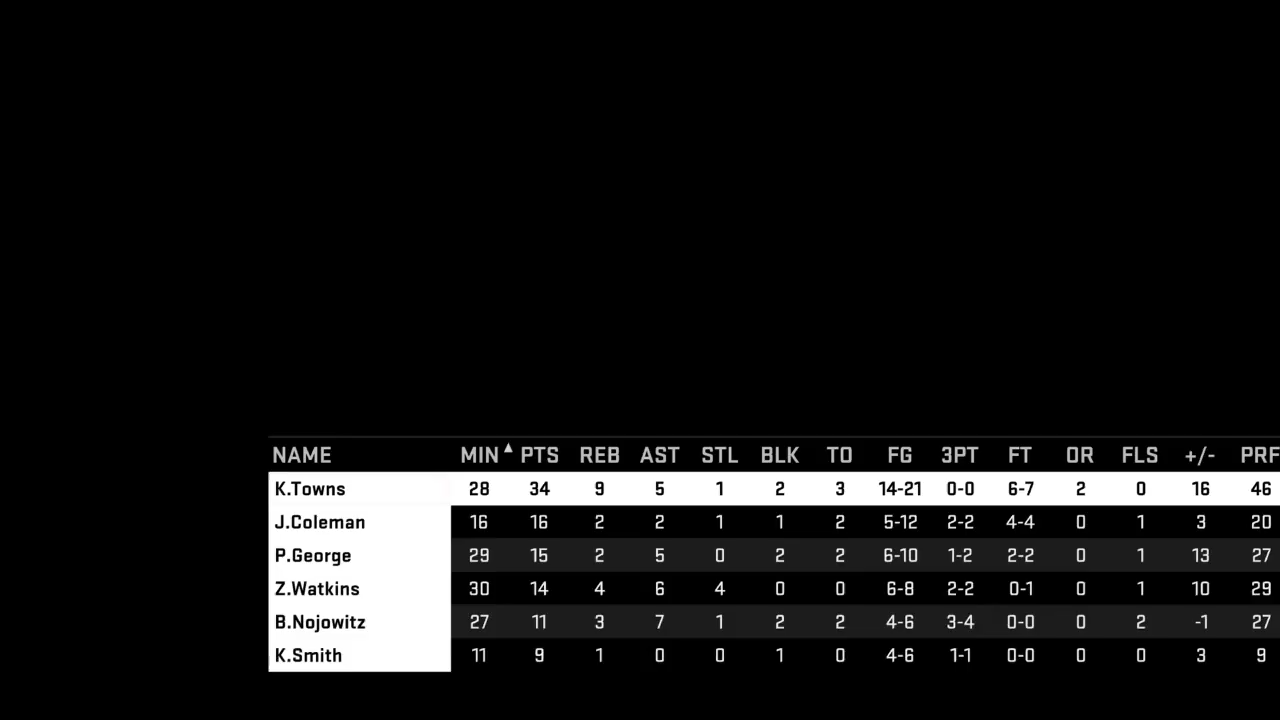 NAME MIN ▲ PTS REB AST STL BLK TO FG 3PT FT OR FLS +/- PRF
K.Towns 28 34 9 5 1 2 3 14-21 0-0 6-7 2 0 16 46
J.Coleman 16 16 2 2 1 1 2 5-12 2-2 4-4 0 1 3 20
P.George 29 15 2 5 0 2 2 6-10 1-2 2-2 0 1 13 27
Z.Watkins 30 14 4 6 4 0 0 6-8 2-2 0-1 0 1 10 29
B.Nojowitz 27 11 3 7 1 2 2 4-6 3-4 0-0 0 2 -1 27
K.Smith 11 9 1 0 0 1 0 4-6 1-1 0-0 0 0 3 9